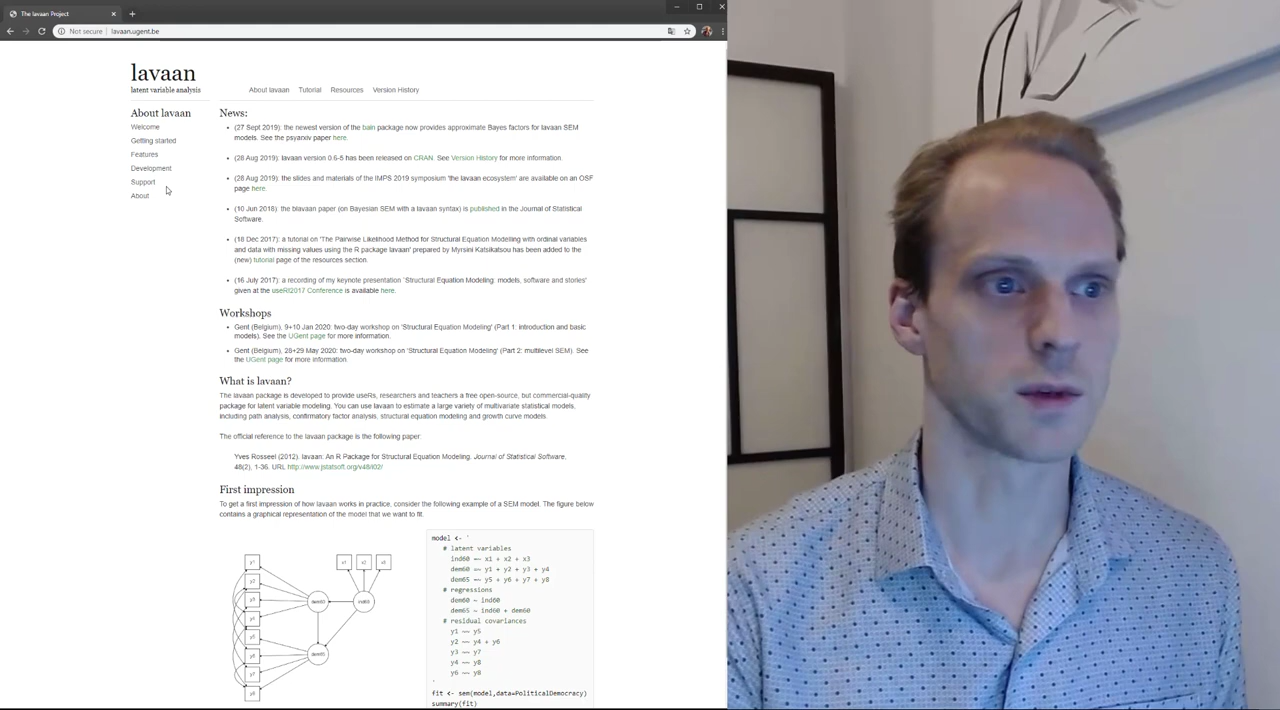 The lavaan Project
Not secure
lavaan.ugent.be
lavaan
latent variable analysis
About lavaan Tutorial Resources Version History
About lavaan
Welcome
Getting started
Features
Development
Support
About
News:
(27 Sept 2019): the newest version of the bain package now provides approximate Bayes factors for lavaan SEM
models. See the psyarxiv paper here.
(28 Aug 2019): lavaan version 0.6-5 has been released on CRAN. See Version History for more information.
(28 Aug 2019): the slides and materials of the IMPS 2019 symposium 'the lavaan ecosystem' are available on an OSF
page here.
(10 Jun 2018): the blavaan paper (on Bayesian SEM with a lavaan syntax) is published in the Journal of Statistical
Software.
(18 Dec 2017): a tutorial on 'The Pairwise Likelihood Method for Structural Equation Modelling with ordinal variables
and data with missing values using the R package lavaan' prepared by Myrsini Katsikatsou has been added to the
(new) tutorial page of the resources section.
(16 July 2017): a recording of my keynote presentation `Structural Equation Modeling: models, software and stories'
given at the useR!2017 Conference is available here.
Workshops
Gent (Belgium), 9+10 Jan 2020: two-day workshop on 'Structural Equation Modeling' (Part 1: introduction and basic
models). See the UGent page for more information.
Gent (Belgium), 28+29 May 2020: two-day workshop on 'Structural Equation Modeling' (Part 2: multilevel SEM). See
the UGent page for more information
What is lavaan?
The lavaan package is developed to provide useRs, researchers and teachers a free open-source, but commercial-quality
package for latent variable modeling. You can use lavaan to estimate a large variety of multivariate statistical models,
including path analysis, confirmatory factor analysis, structural equation modeling and growth curve models.
The official reference to the lavaan package is the following paper:
Yves Rosseel (2012). lavaan: An R Package for Structural Equation Modeling. Journal of Statistical Software,
48(2), 1-36. URL http://www.jstatsoft.org/v48/i02/
First impression
To get a first impression of how lavaan works in practice, consider the following example of a SEM model. The figure below
contains a graphical representation of the model that we want to fit.
y1
y2
y3
y4
y5
y6
y7
y8
x1 x2 x3
dem60 ind60
dem65
model <- '
# latent variables
ind60 =~ x1 + x2 + x3
dem60 =~ y1 + y2 + y3 + y4
dem65 =~ y5 + y6 + y7 + y8
# regressions
dem60 ~ ind60
dem65 ~ ind60 + dem60
# residual covariances
y1 ~~ y5
y2 ~~ y4 + y6
y3 ~~ y7
y4 ~~ y8
y6 ~~ y8
'
fit <- sem(model,data=PoliticalDemocracy)
summary(fit)